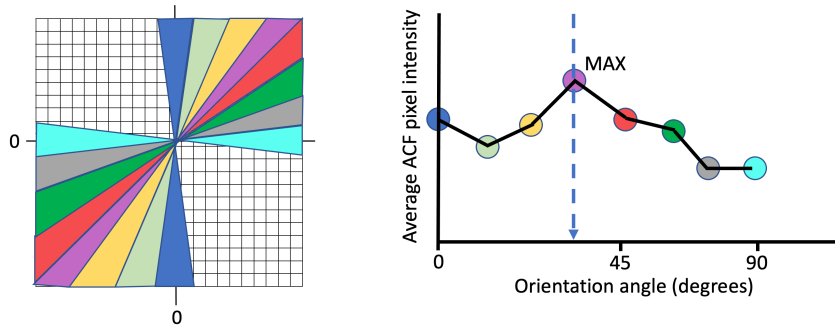 0
0
Average ACF pixel intensity
MAX
0
45
90
Orientation angle (degrees)